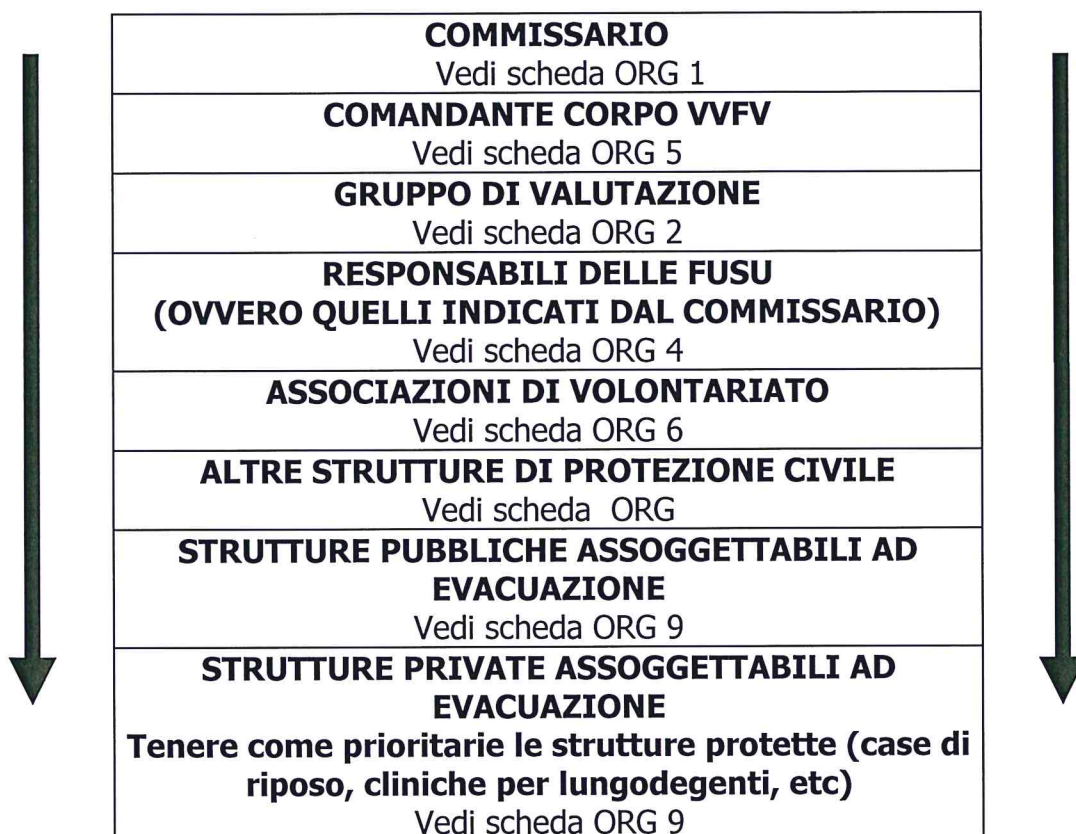 COMMISSARIO
Vedi scheda ORG 1
COMANDANTE CORPO VVFV
Vedi scheda ORG 5
GRUPPO DI VALUTAZIONE
Vedi scheda ORG 2
RESPONSABILI DELLE FUSU
(OVVERO QUELLI INDICATI DAL COMMISSARIO)
Vedi scheda ORG 4
ASSOCIAZIONI DI VOLONTARIATO
Vedi scheda ORG 6
ALTRE STRUTTURE DI PROTEZIONE CIVILE
Vedi scheda ORG
STRUTTURE PUBBLICHE ASSOGGETTABILI AD
EVACUAZIONE
Vedi scheda ORG 9
STRUTTURE PRIVATE ASSOGGETTABILI AD
EVACUAZIONE
Tenere come prioritarie le strutture protette (case di
riposo, cliniche per lungodegenti, etc)
Vedi scheda ORG 9